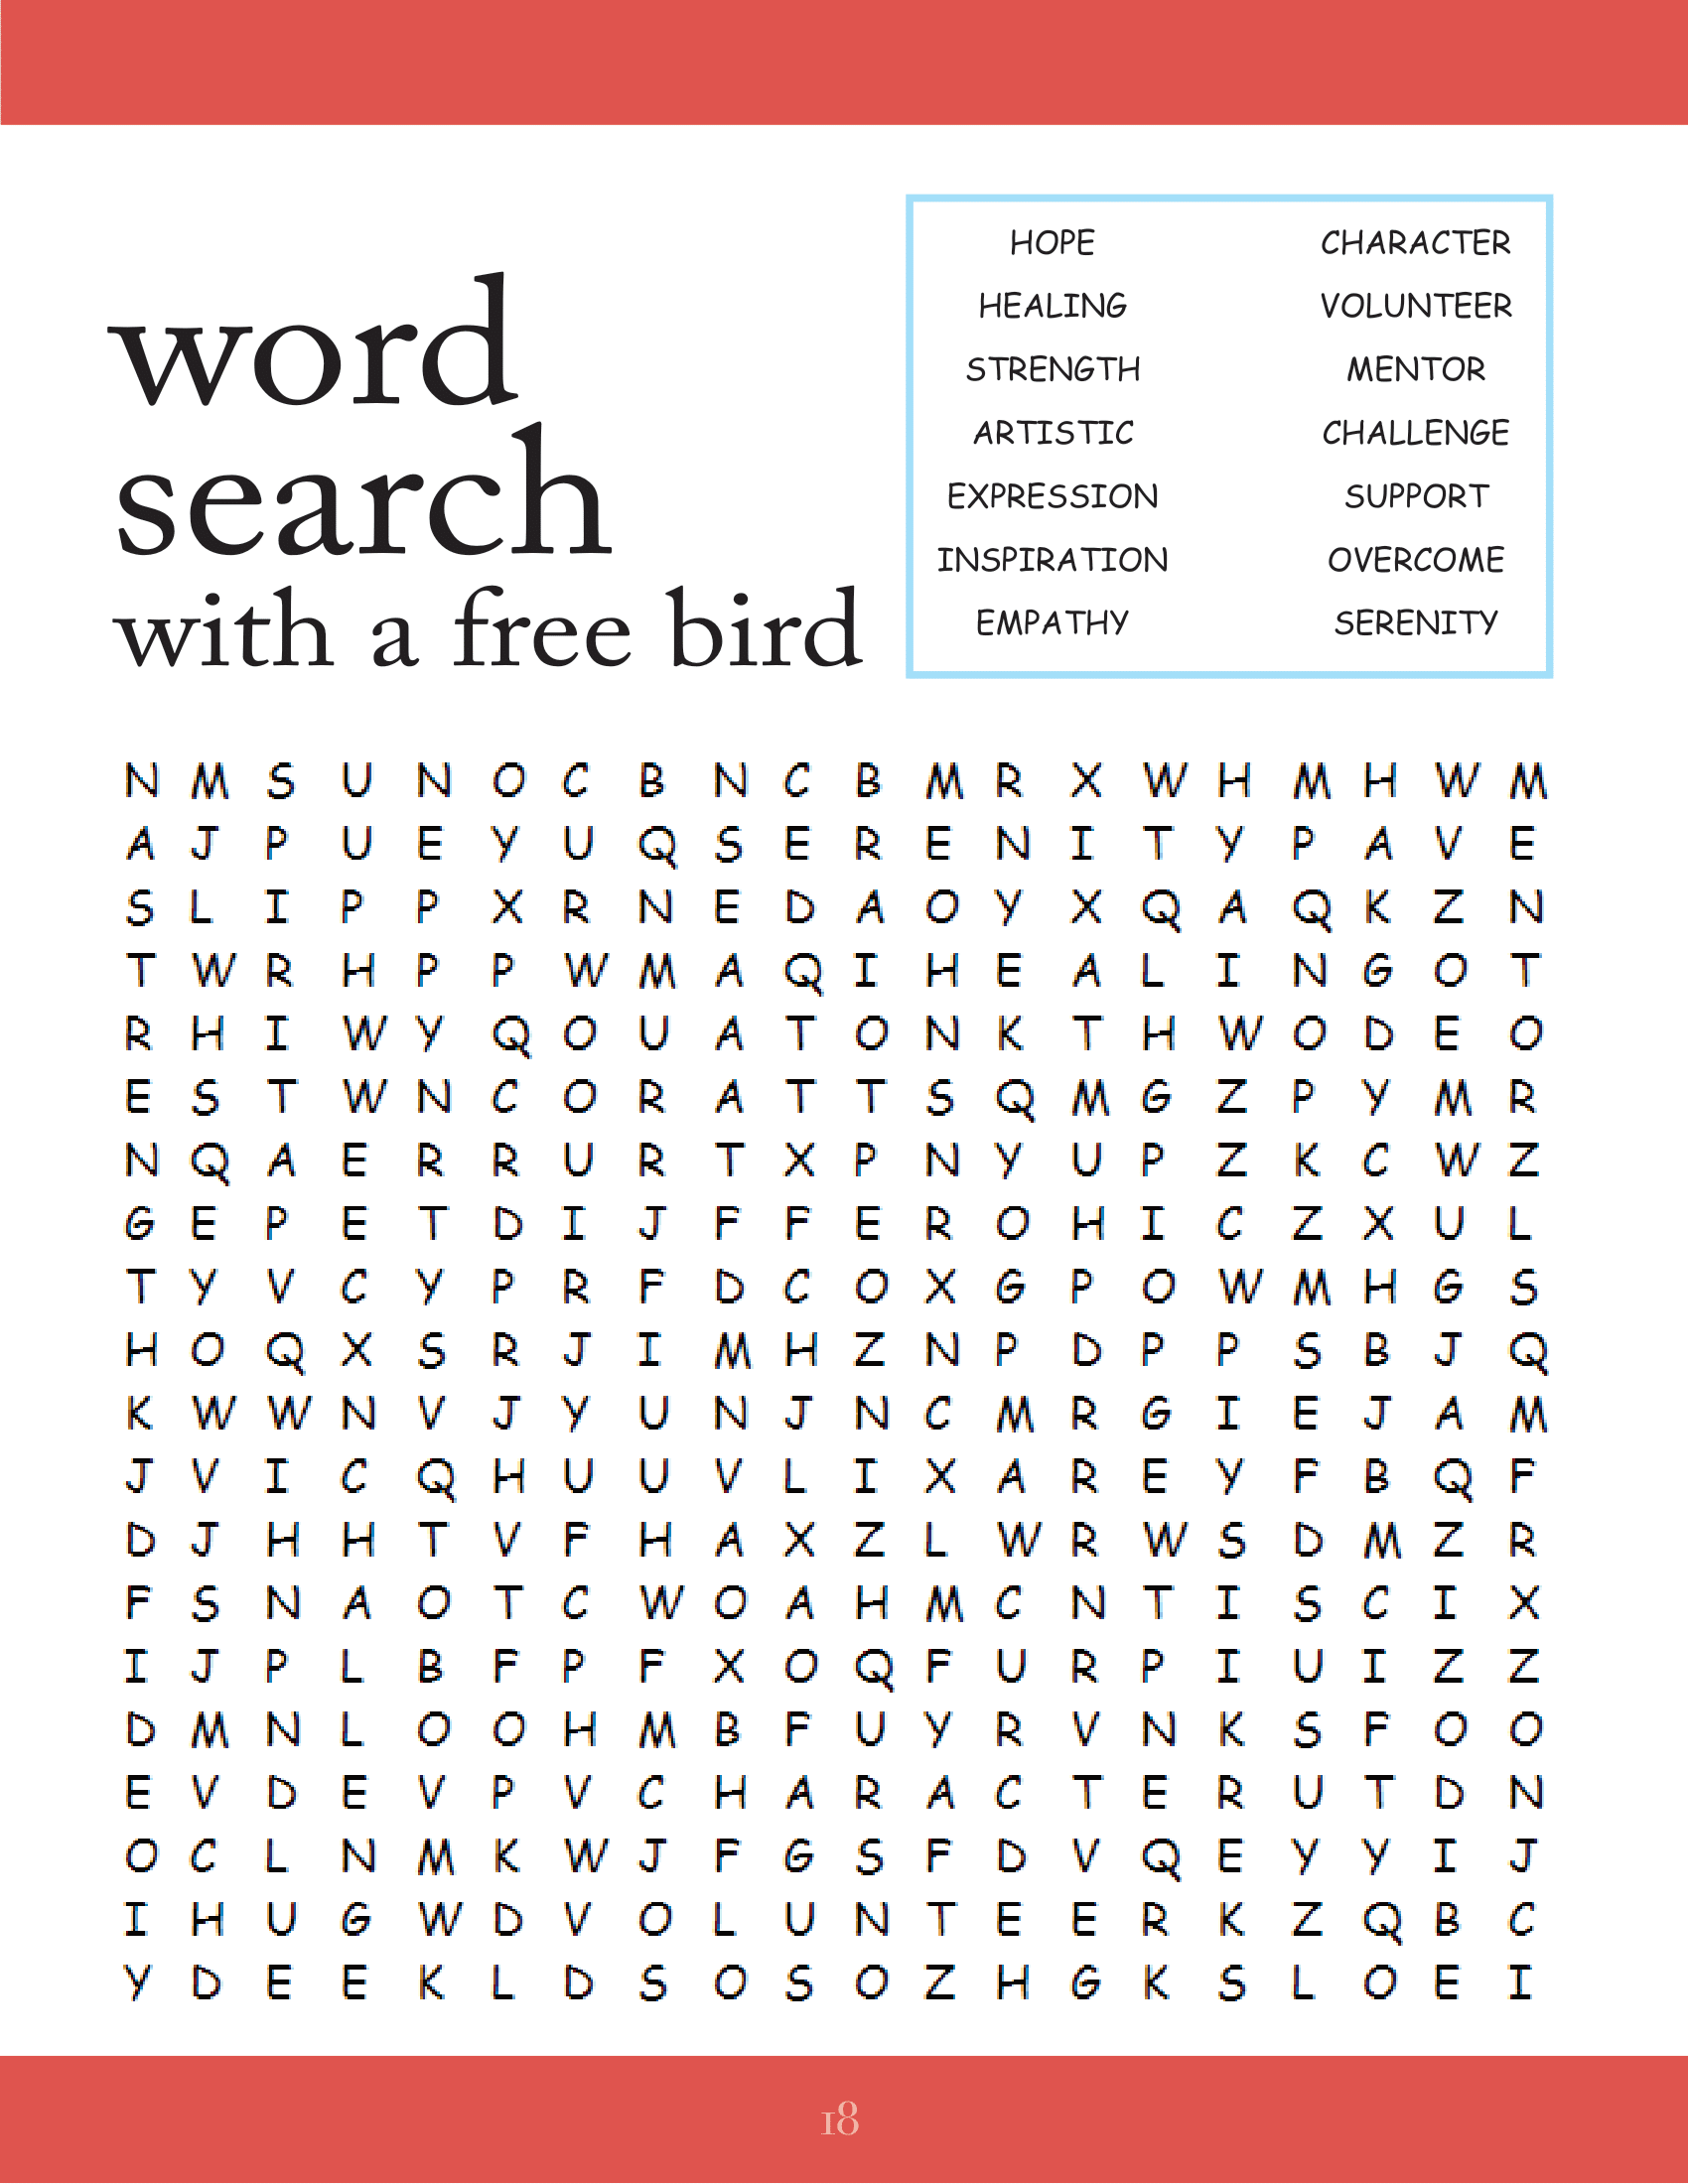 word
search
with a free bird
HOPE CHARACTER
HEALING VOLUNTEER
STRENGTH MENTOR
ARTISTIC CHALLENGE
EXPRESSION SUPPORT
INSPIRATION OVERCOME
EMPATHY SERENITY
N M S U N O C B N C B M R X W H M H W M
A J P U E Y U Q S E R E N I T Y P A V E
S L I P P X R N E D A O Y X Q A Q K Z N
T W R H P P W M A Q I H E A L I N G O T
R H I W Y Q O U A T O N K T H W O D E O
E S T W N C O R A T T S Q M G Z P Y M R
N Q A E R R U R T X P N Y U P Z K C W Z
G E P E T D I J F F E R O H I C Z X U L
T Y V C Y P R F D C O X G P O W M H G S
H O Q X S R J I M H Z N P D P P S B J Q
K W W N V J Y U N J N C M R G I E J A M
J V I C Q H U U V L I X A R E Y F B Q F
D J H H T V F H A X Z L W R W S D M Z R
F S N A O T C W O A H M C N T I S C I X
I J P L B F P F X O Q F U R P I U I Z Z
D M N L O O H M B F U Y R V N K S F O O
E V D E V P V C H A R A C T E R U T D N
O C L N M K W J F G S F D V Q E Y Y I J
I H U G W D V O L U N T E E R K Z Q B C
Y D E E K L D S O S O Z H G K S L O E I
18